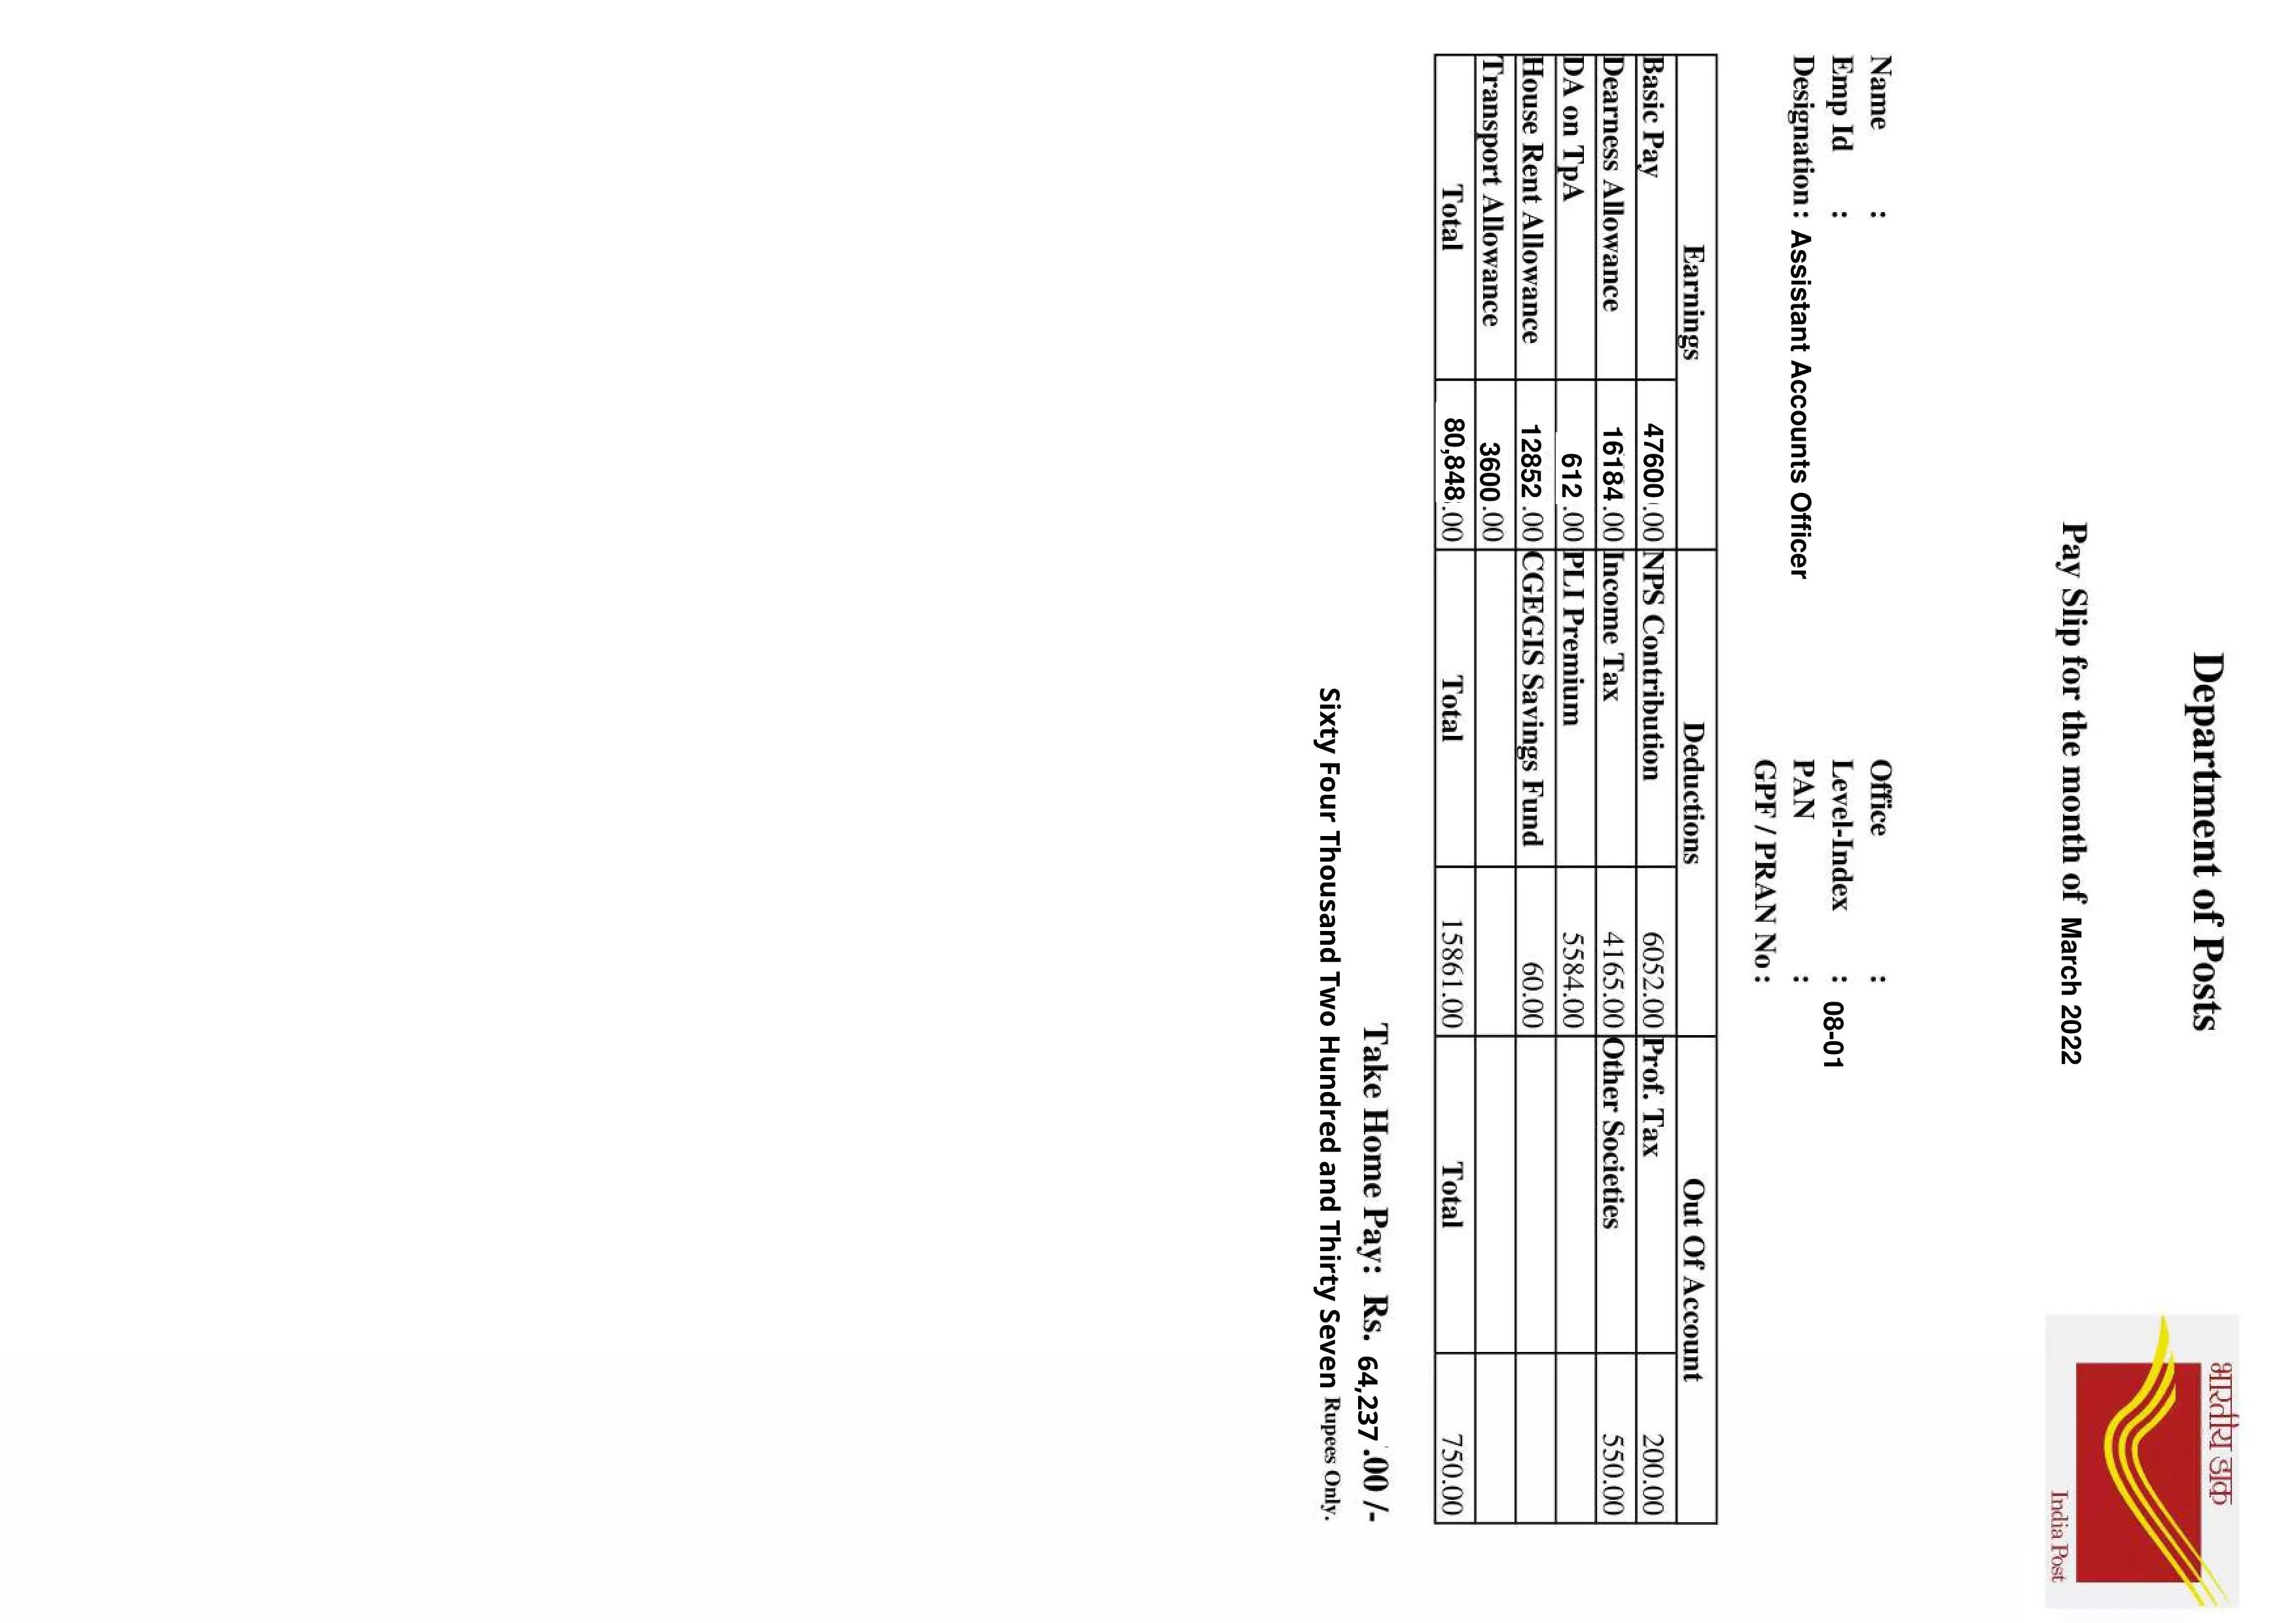 भारतीय डाक
India Post
Department of Posts
Pay Slip for the month of March 2022
Name : Office :
Emp Id : Level-Index : 08-01
Designation : Assistant Accounts Officer PAN :
GPF / PRAN No :
Earnings Deductions Out Of Account
Basic Pay 47600.00 NPS Contribution 6052.00 Prof. Tax 200.00
Dearness Allowance 16184.00 Income Tax 4165.00 Other Societies 550.00
DA on TpA 612.00 PLI Premium 5584.00
House Rent Allowance 12852.00 CGEGIS Savings Fund 60.00
Transport Allowance 3600.00
Total 80,848.00 Total 15861.00 Total 750.00
Take Home Pay: Rs. 64,237.00 /-
Sixty Four Thousand Two Hundred and Thirty Seven Rupees Only.